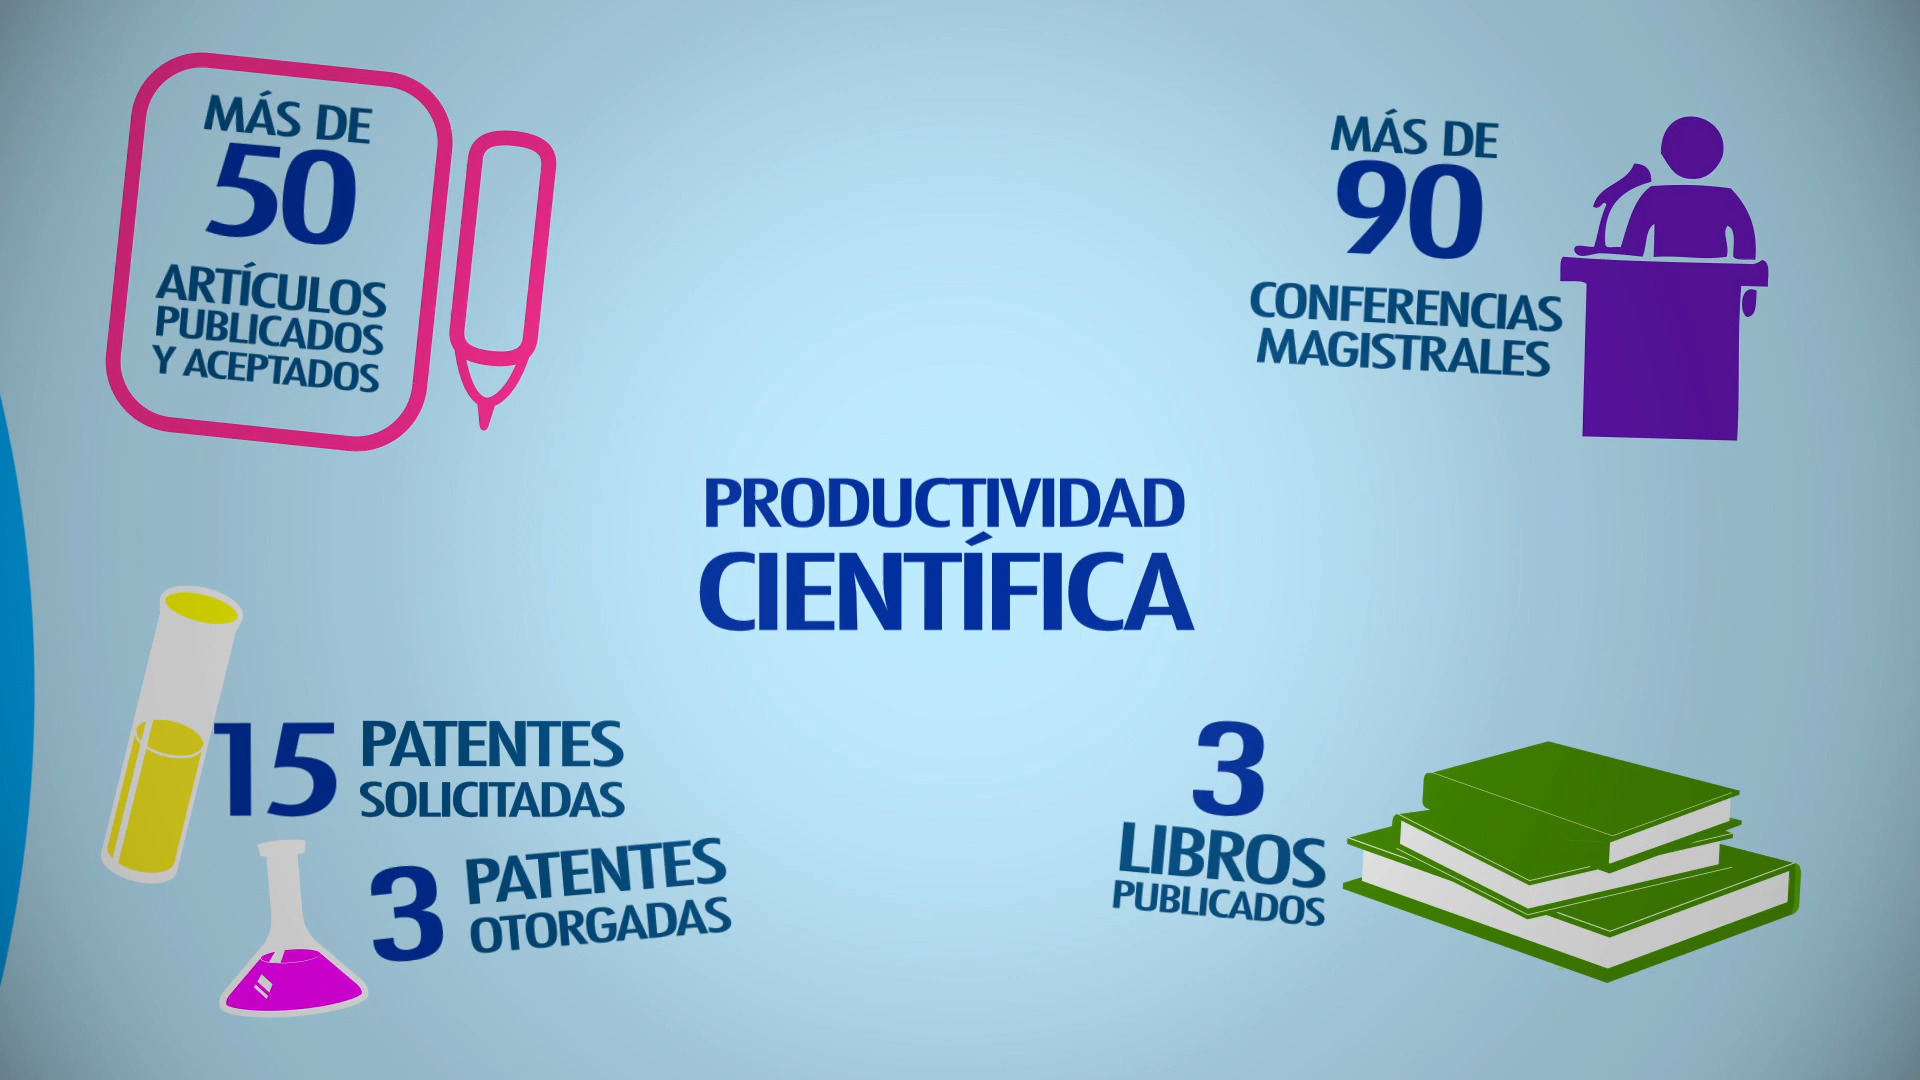 MÁS DE
50
ARTÍCULOS
PUBLICADOS
Y ACEPTADOS
MÁS DE
90
CONFERENCIAS
MAGISTRALES
PRODUCTIVIDAD
CIENTÍFICA
15 PATENTES
SOLICITADAS
3 PATENTES
OTORGADAS
3
LIBROS
PUBLICADOS